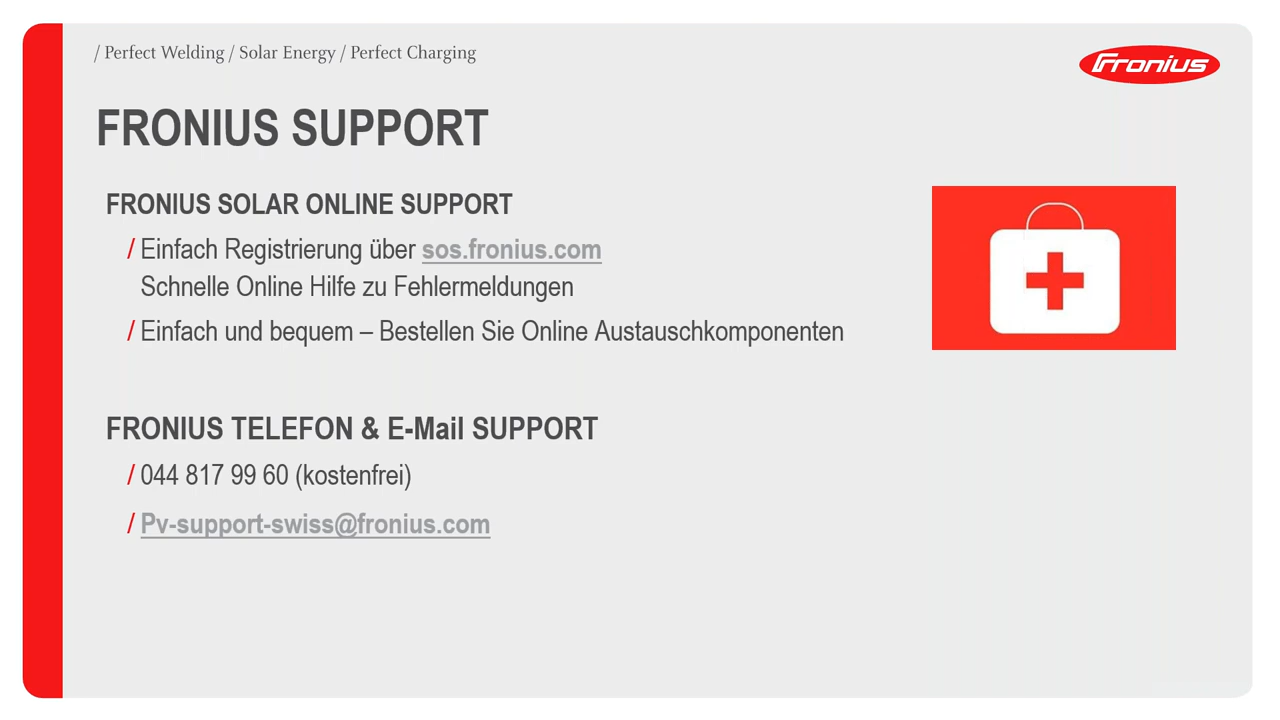 / Perfect Welding / Solar Energy / Perfect Charging
Fronius
FRONIUS SUPPORT
FRONIUS SOLAR ONLINE SUPPORT
/ Einfach Registrierung über sos.fronius.com
Schnelle Online Hilfe zu Fehlermeldungen
/ Einfach und bequem – Bestellen Sie Online Austauschkomponenten
FRONIUS TELEFON & E-Mail SUPPORT
/ 044 817 99 60 (kostenfrei)
/ Pv-support-swiss@fronius.com